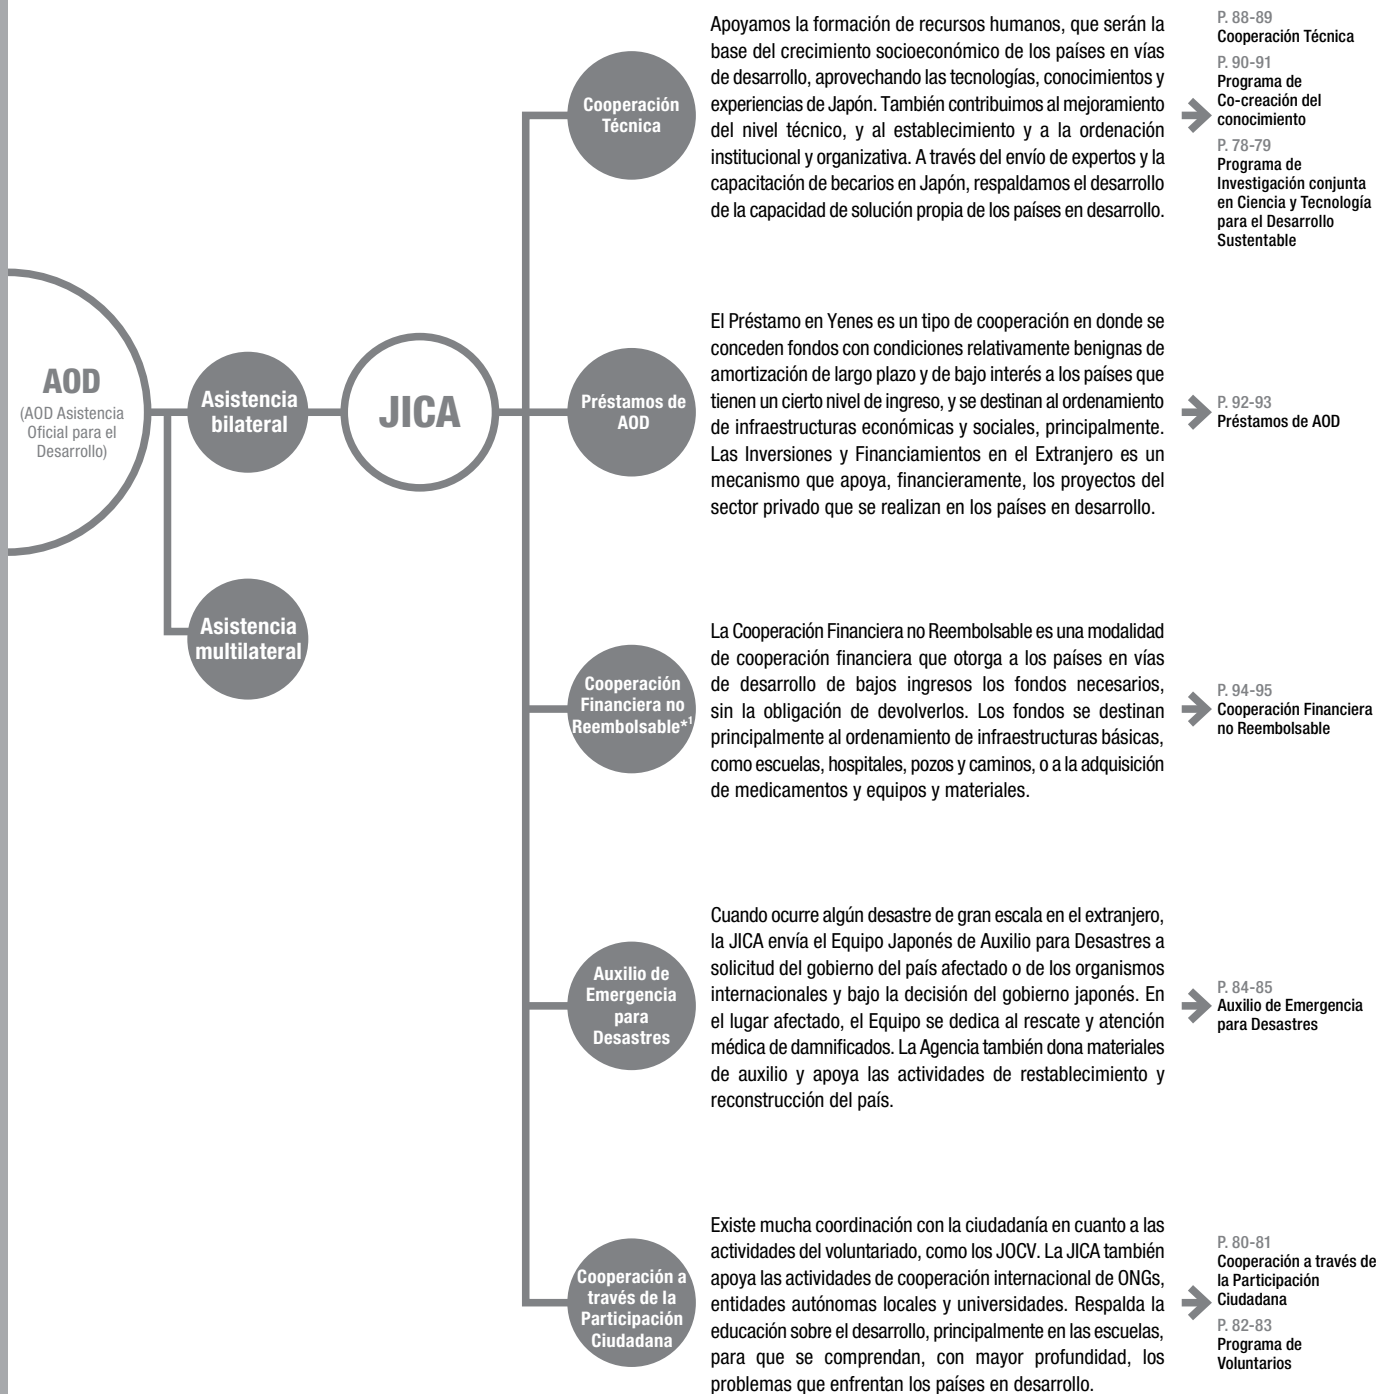 AOD
(AOD Asistencia
Oficial para el
Desarrollo)
Asistencia
bilateral
Asistencia
multilateral
JICA
Cooperación
Técnica
Apoyamos la formación de recursos humanos, que serán la
base del crecimiento socioeconómico de los países en vías
de desarrollo, aprovechando las tecnologías, conocimientos y
experiencias de Japón. También contribuimos al mejoramiento
del nivel técnico, y al establecimiento y a la ordenación
institucional y organizativa. A través del envío de expertos y la
capacitación de becarios en Japón, respaldamos el desarrollo
de la capacidad de solución propia de los países en desarrollo.
P. 88-89
Cooperación Técnica
P. 90-91
Programa de
Co-creación del
conocimiento
P. 78-79
Programa de
Investigación conjunta
en Ciencia y Tecnología
para el Desarrollo
Sustentable
Préstamos de
AOD
El Préstamo en Yenes es un tipo de cooperación en donde se
conceden fondos con condiciones relativamente benignas de
amortización de largo plazo y de bajo interés a los países que
tienen un cierto nivel de ingreso, y se destinan al ordenamiento
de infraestructuras económicas y sociales, principalmente.
Las Inversiones y Financiamientos en el Extranjero es un
mecanismo que apoya, financieramente, los proyectos del
sector privado que se realizan en los países en desarrollo.
P. 92-93
Préstamos de AOD
Cooperación
Financiera no
Reembolsable*1
La Cooperación Financiera no Reembolsable es una modalidad
de cooperación financiera que otorga a los países en vías
de desarrollo de bajos ingresos los fondos necesarios,
sin la obligación de devolverlos. Los fondos se destinan
principalmente al ordenamiento de infraestructuras básicas,
como escuelas, hospitales, pozos y caminos, o a la adquisición
de medicamentos y equipos y materiales.
P. 94-95
Cooperación Financiera
no Reembolsable
Auxilio de
Emergencia
para
Desastres
Cuando ocurre algún desastre de gran escala en el extranjero,
la JICA envía el Equipo Japonés de Auxilio para Desastres a
solicitud del gobierno del país afectado o de los organismos
internacionales y bajo la decisión del gobierno japonés. En
el lugar afectado, el Equipo se dedica al rescate y atención
médica de damnificados. La Agencia también dona materiales
de auxilio y apoya las actividades de restablecimiento y
reconstrucción del país.
P. 84-85
Auxilio de Emergencia
para Desastres
Cooperación a
través de la
Participación
Ciudadana
Existe mucha coordinación con la ciudadanía en cuanto a las
actividades del voluntariado, como los JOCV. La JICA también
apoya las actividades de cooperación internacional de ONGs,
entidades autónomas locales y universidades. Respalda la
educación sobre el desarrollo, principalmente en las escuelas,
para que se comprendan, con mayor profundidad, los
problemas que enfrentan los países en desarrollo.
P. 80-81
Cooperación a través de
la Participación
Ciudadana
P. 82-83
Programa de
Voluntarios